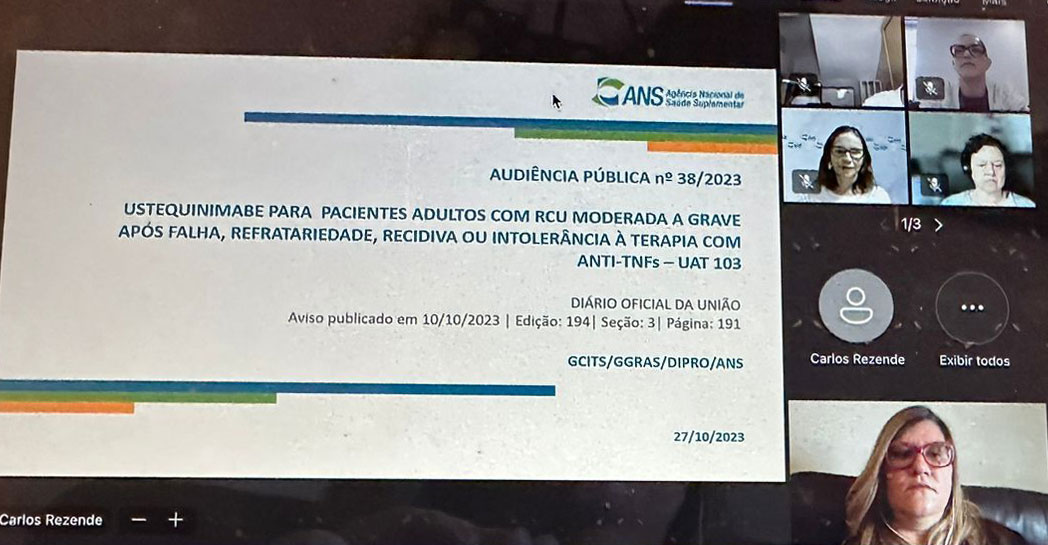 ANS Agência Nacional de
Saúde Suplementar
AUDIÊNCIA PÚBLICA nº 38/2023
USTEQUINIMABE PARA PACIENTES ADULTOS COM RCU MODERADA A GRAVE
APÓS FALHA, REFRATARIEDADE, RECIDIVA OU INTOLERÂNCIA À TERAPIA COM
ANTI-TNFs – UAT 103
DIÁRIO OFICIAL DA UNIÃO
Aviso publicado em 10/10/2023 | Edição: 194| Seção: 3| Página: 191
GCITS/GGRAS/DIPRO/ANS
27/10/2023
1/3 >
Carlos Rezende
Exibir todos
Carlos Rezende − +